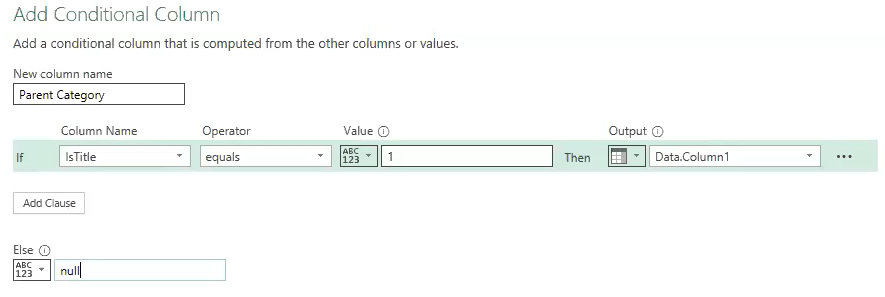 Add Conditional Column
Add a conditional column that is computed from the other columns or values.
New column name
Parent Category
Column Name Operator Value Output
If IsTitle equals ABC 123 1 Then Data.Column1 ...
Add Clause
Else
ABC 123 null